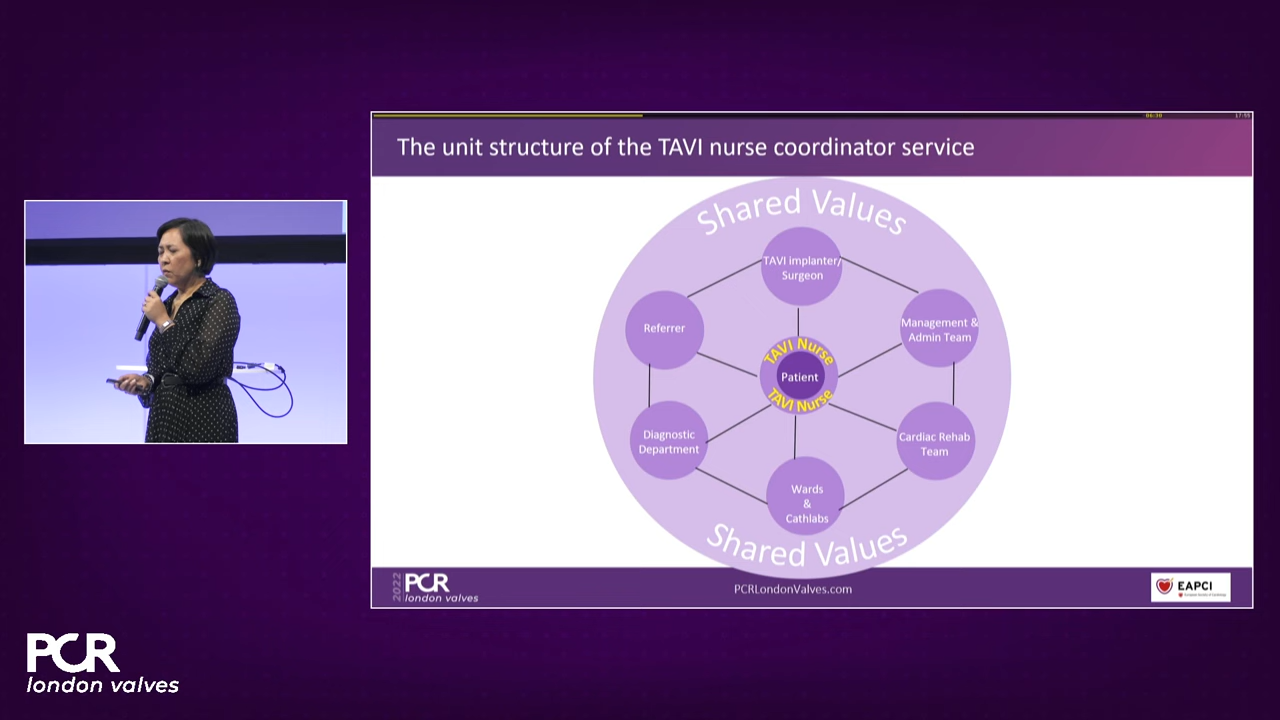 The unit structure of the TAVI nurse coordinator service
Shared Values
TAVI implanter/
Surgeon
Referrer
Management &
Admin Team
TAVI Nurse
Patient
TAVI Nurse
Diagnostic
Department
Cardiac Rehab
Team
Wards
&
Cathlabs
Shared Values
2022
PCR
london valves
PCRLondonValves.com
EAPCI
PCR
london valves